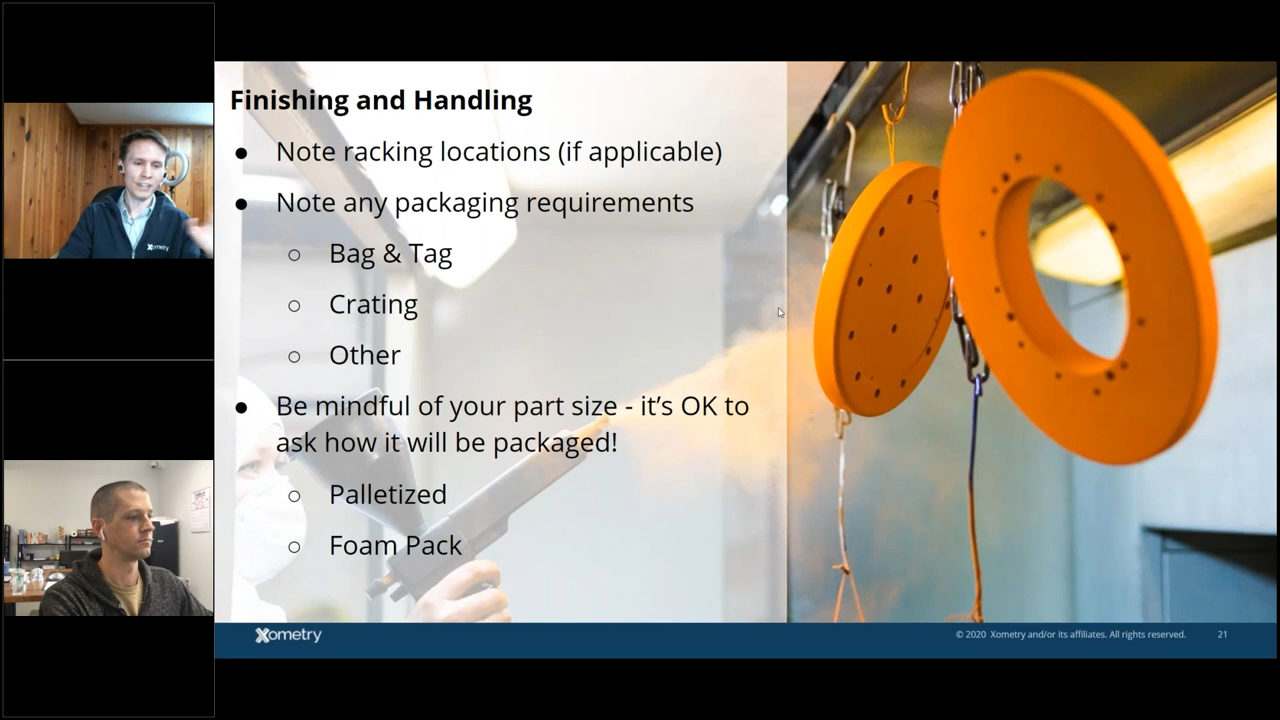 Finishing and Handling
● Note racking locations (if applicable)
● Note any packaging requirements
○ Bag & Tag
○ Crating
○ Other
● Be mindful of your part size - it's OK to
ask how it will be packaged!
○ Palletized
○ Foam Pack
Xometry
© 2020 Xometry and/or its affiliates. All rights reserved.
21
Xometry